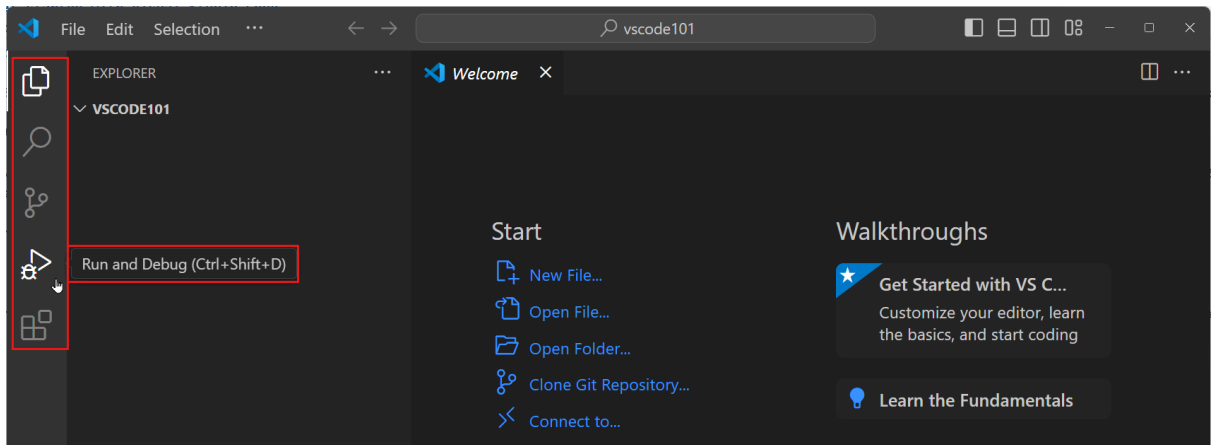 File Edit Selection ··· vscode101
EXPLORER ···
VSCODE101
Run and Debug (Ctrl+Shift+D)
Welcome
Start
New File...
Open File...
Open Folder...
Clone Git Repository...
Connect to...
Walkthroughs
Get Started with VS C...
Customize your editor, learn
the basics, and start coding
Learn the Fundamentals